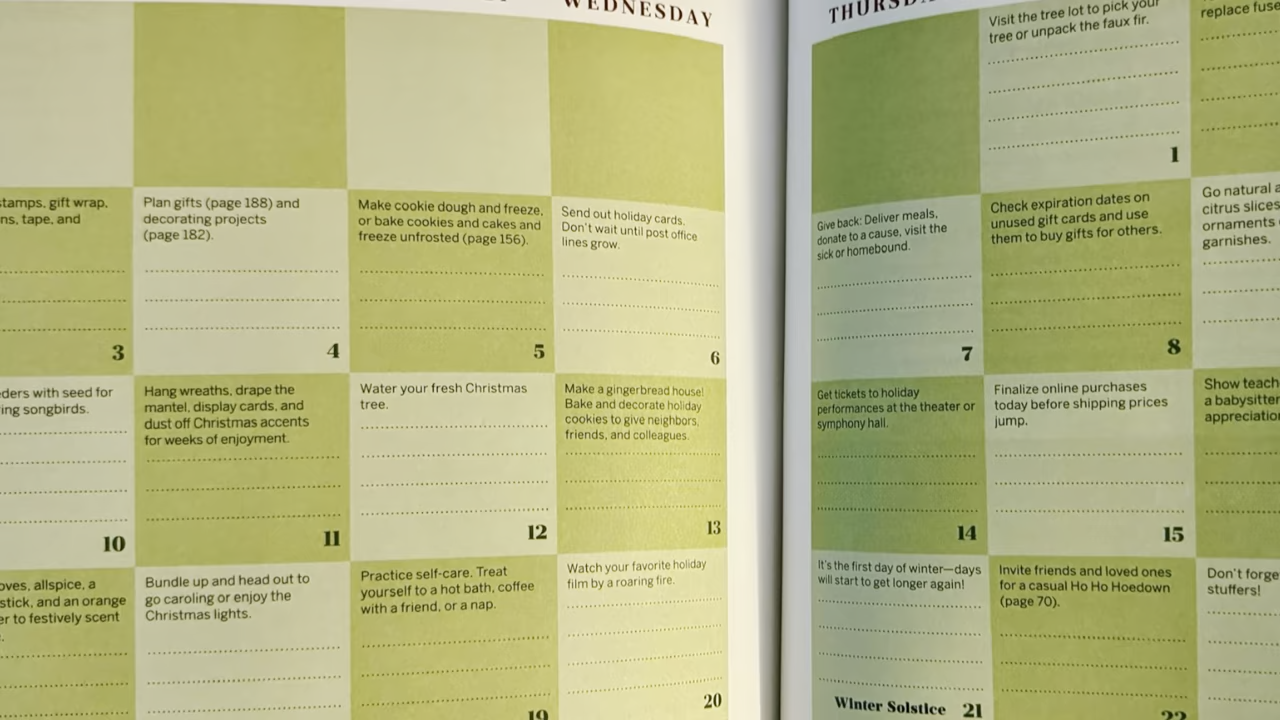 WEDNESDAY
stamps, gift wrap,
ns, tape, and
3
Plan gifts (page 188) and
decorating projects
(page 182).
4
Make cookie dough and freeze,
or bake cookies and cakes and
freeze unfrosted (page 156).
5
Send out holiday cards.
Don't wait until post office
lines grow.
6
ders with seed for
ing songbirds.
10
Hang wreaths, drape the
mantel, display cards, and
dust off Christmas accents
for weeks of enjoyment.
11
Water your fresh Christmas
tree.
12
Make a gingerbread house!
Bake and decorate holiday
cookies to give neighbors,
friends, and colleagues.
13
oves, allspice, a
stick, and an orange
er to festively scent
Bundle up and head out to
go caroling or enjoy the
Christmas lights.
Practice self-care. Treat
yourself to a hot bath, coffee
with a friend, or a nap.
19
Watch your favorite holiday
film by a roaring fire.
20
THURSDA
Visit the tree lot to pick your
tree or unpack the faux fir.
1
replace fuse
Give back: Deliver meals,
donate to a cause, visit the
sick or homebound.
7
Check expiration dates on
unused gift cards and use
them to buy gifts for others.
8
Go natural a
citrus slices
ornaments
garnishes.
Get tickets to holiday
performances at the theater or
symphony hall.
14
Finalize online purchases
today before shipping prices
jump.
15
Show teach
a babysitter
appreciation
It's the first day of winter—days
will start to get longer again!
Winter Solstice 21
Invite friends and loved ones
for a casual Ho Ho Hoedown
(page 70).
22
Don't forge
stuffers!